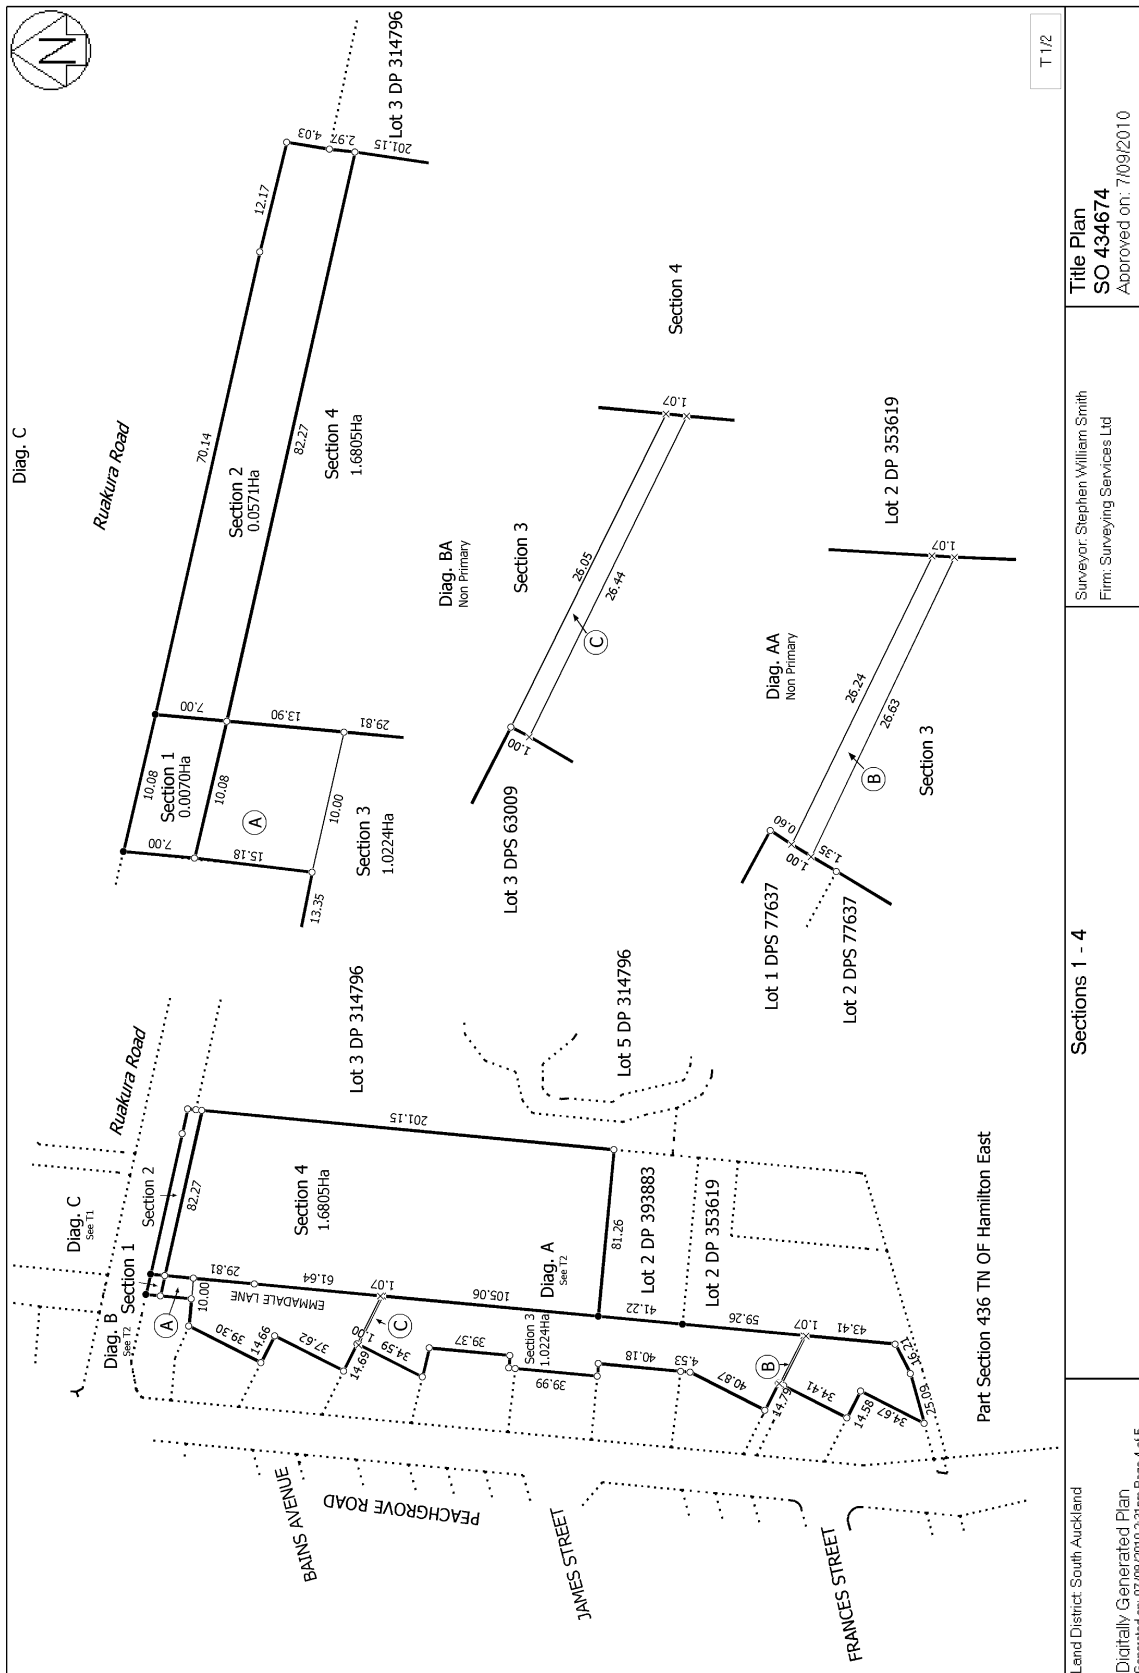 N
Diag. C
Ruakura Road
Lot 3 DP 314796
12.17
4.03
2.97
201.15
70.14
Section 2
0.0571Ha
82.27
Section 4
1.6805Ha
10.08
Section 1
0.0070Ha
7.00
7.00
10.08
A
15.18
13.90
29.81
10.00
13.35
Section 3
1.0224Ha
Diag. BA
Non Primary
Section 3
Section 4
1.07
26.05
26.44
C
1.00
Lot 3 DPS 63009
Diag. AA
Non Primary
Lot 2 DP 353619
1.07
26.24
26.63
B
Section 3
0.60
1.00
1.35
Lot 1 DPS 77637
Lot 2 DPS 77637
Ruakura Road
Lot 3 DP 314796
Lot 5 DP 314796
Diag. C
See T1
Section 2
Section 1
Diag. B
See T2
82.27
Section 4
1.6805Ha
201.15
A
10.00
29.81
EMMADALE LANE
61.64
1.07
C
1.00
105.06
Diag. A
See T2
81.26
Lot 2 DP 393883
Lot 2 DP 353619
41.22
59.26
1.07
43.41
16.21
25.09
B
39.30
14.66
37.62
14.69
34.59
39.37
Section 3
1.0224Ha
39.99
40.18
4.53
40.87
14.79
34.41
14.58
34.67
Part Section 436 TN OF Hamilton East
BAINS AVENUE
PEACHGROVE ROAD
JAMES STREET
FRANCES STREET
T 1/2
Land District: South Auckland
Digitally Generated Plan
Generated on: 07/09/2010 2:21pm Page 4 of 5
Sections 1 - 4
Surveyor: Stephen William Smith
Firm: Surveying Services Ltd
Title Plan
SO 434674
Approved on: 7/09/2010